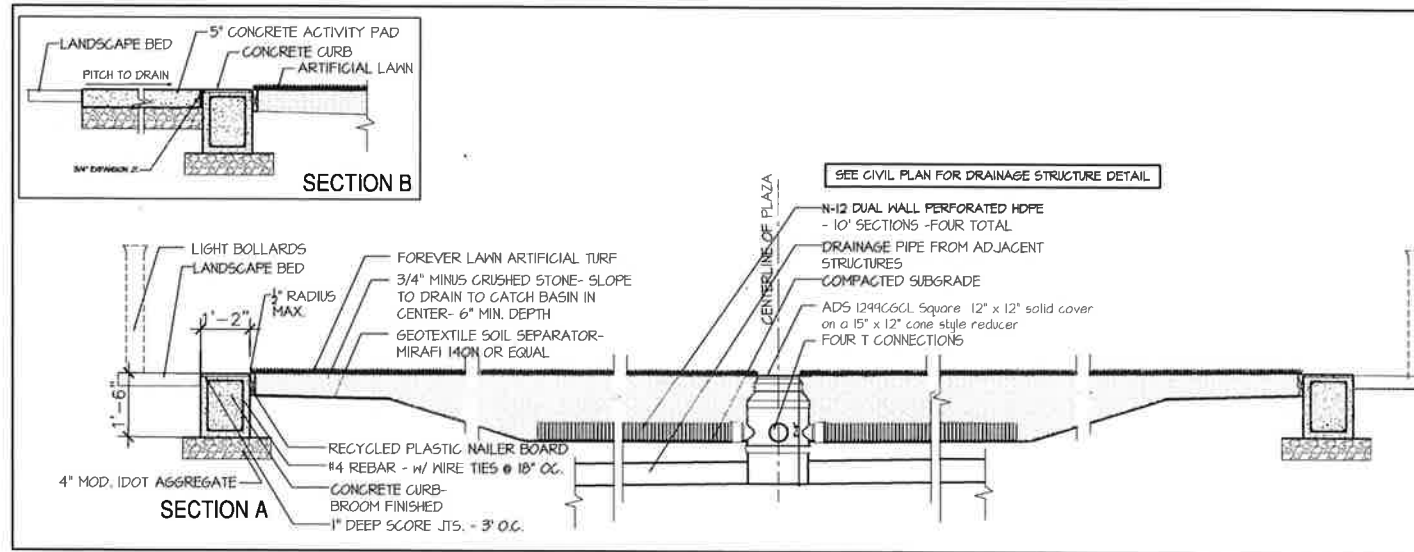 5" CONCRETE ACTIVITY PAD
LANDSCAPE BED
CONCRETE CURB
ARTIFICIAL LAWN
PITCH TO DRAIN
3/4" EXPANSION JT.
SECTION B
SEE CIVIL PLAN FOR DRAINAGE STRUCTURE DETAIL
CENTERLINE OF PLAZA
N-12 DUAL WALL PERFORATED HDPE
- 10' SECTIONS -FOUR TOTAL
DRAINAGE PIPE FROM ADJACENT
STRUCTURES
COMPACTED SUBGRADE
ADS 1299CGCL Square 12" x 12" solid cover
on a 15" x 12" cone style reducer
FOUR T CONNECTIONS
LIGHT BOLLARDS
LANDSCAPE BED
1/2" RADIUS
MAX.
1'-2"
1'-6"
FOREVER LAWN ARTIFICIAL TURF
3/4" MINUS CRUSHED STONE- SLOPE
TO DRAIN TO CATCH BASIN IN
CENTER- 6" MIN. DEPTH
GEOTEXTILE SOIL SEPARATOR-
MIRAFI 140N OR EQUAL
RECYCLED PLASTIC NAILER BOARD
#4 REBAR - W/ WIRE TIES @ 18" OC.
4" MOD. IDOT AGGREGATE
CONCRETE CURB-
BROOM FINISHED
SECTION A
1" DEEP SCORE JTS. - 3' O.C.